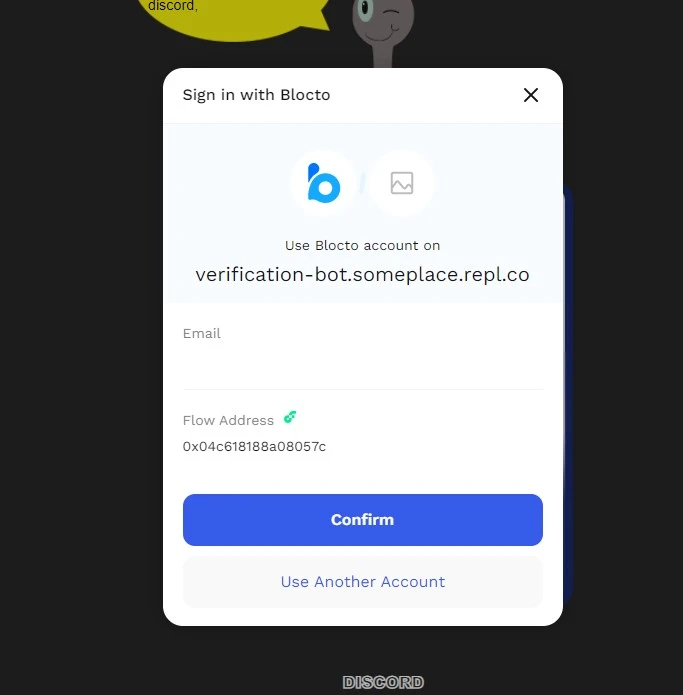 discord,
Sign in with Blocto
Use Blocto account on
verification-bot.someplace.repl.co
Email
Flow Address
0x04c618188a08057c
Confirm
Use Another Account
DISCORD